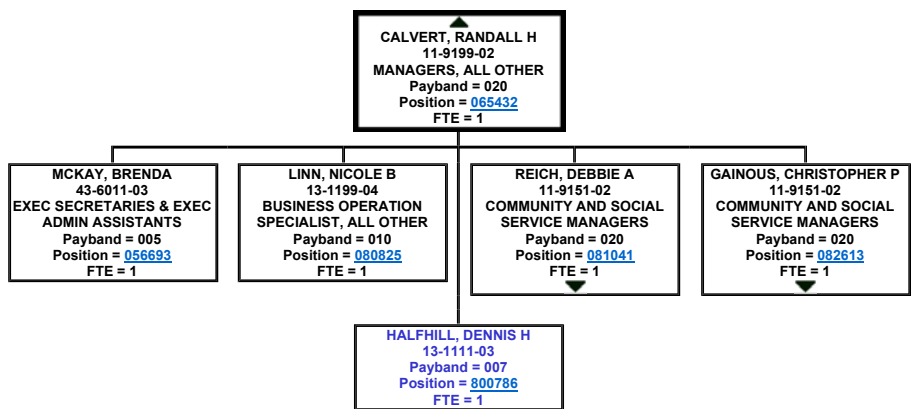 CALVERT, RANDALL H
11-9199-02
MANAGERS, ALL OTHER
Payband = 020
Position = 065432
FTE = 1
MCKAY, BRENDA
43-6011-03
EXEC SECRETARIES & EXEC
ADMIN ASSISTANTS
Payband = 005
Position = 056693
FTE = 1
LINN, NICOLE B
13-1199-04
BUSINESS OPERATION
SPECIALIST, ALL OTHER
Payband = 010
Position = 080825
FTE = 1
REICH, DEBBIE A
11-9151-02
COMMUNITY AND SOCIAL
SERVICE MANAGERS
Payband = 020
Position = 081041
FTE = 1
GAINOUS, CHRISTOPHER P
11-9151-02
COMMUNITY AND SOCIAL
SERVICE MANAGERS
Payband = 020
Position = 082613
FTE = 1
HALFHILL, DENNIS H
13-1111-03
Payband = 007
Position = 800786
FTE = 1